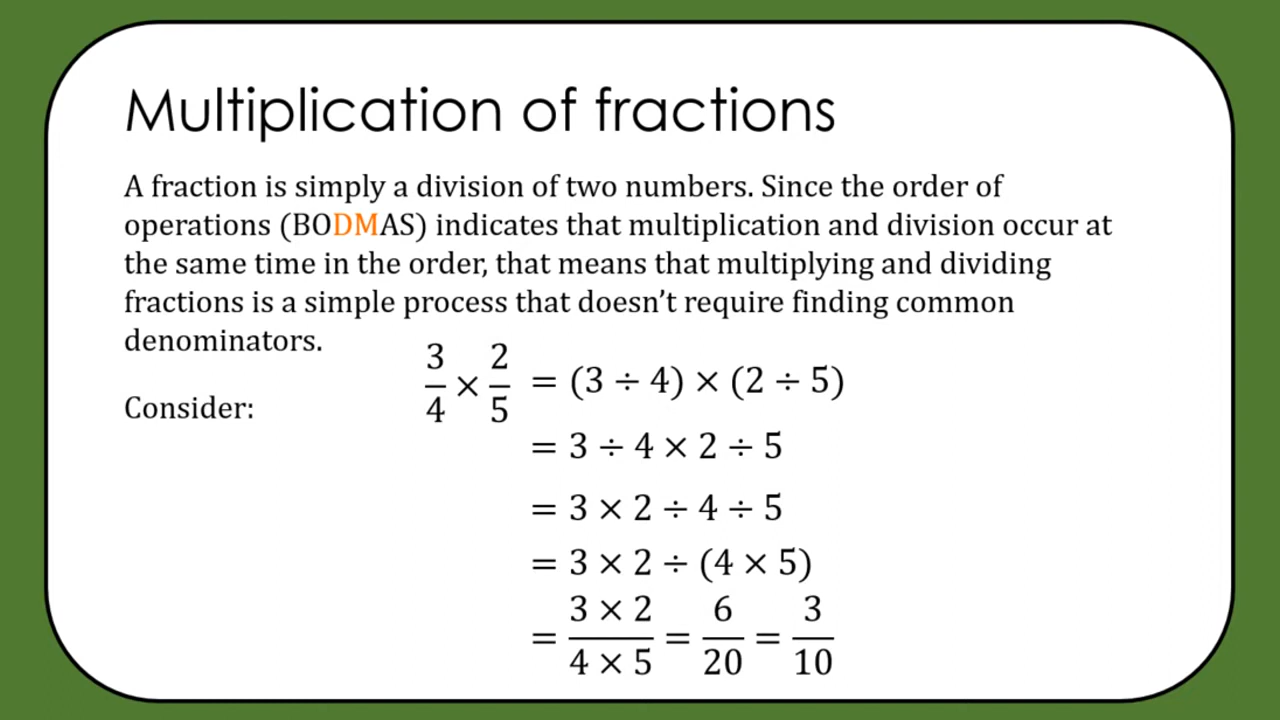 Multiplication of fractions
A fraction is simply a division of two numbers. Since the order of
operations (BODMAS) indicates that multiplication and division occur at
the same time in the order, that means that multiplying and dividing
fractions is a simple process that doesn’t require finding common
denominators.
Consider:
3/4 × 2/5 = (3 ÷ 4) × (2 ÷ 5)
= 3 ÷ 4 × 2 ÷ 5
= 3 × 2 ÷ 4 ÷ 5
= 3 × 2 ÷ (4 × 5)
= 3 × 2/4 × 5 = 6/20 = 3/10